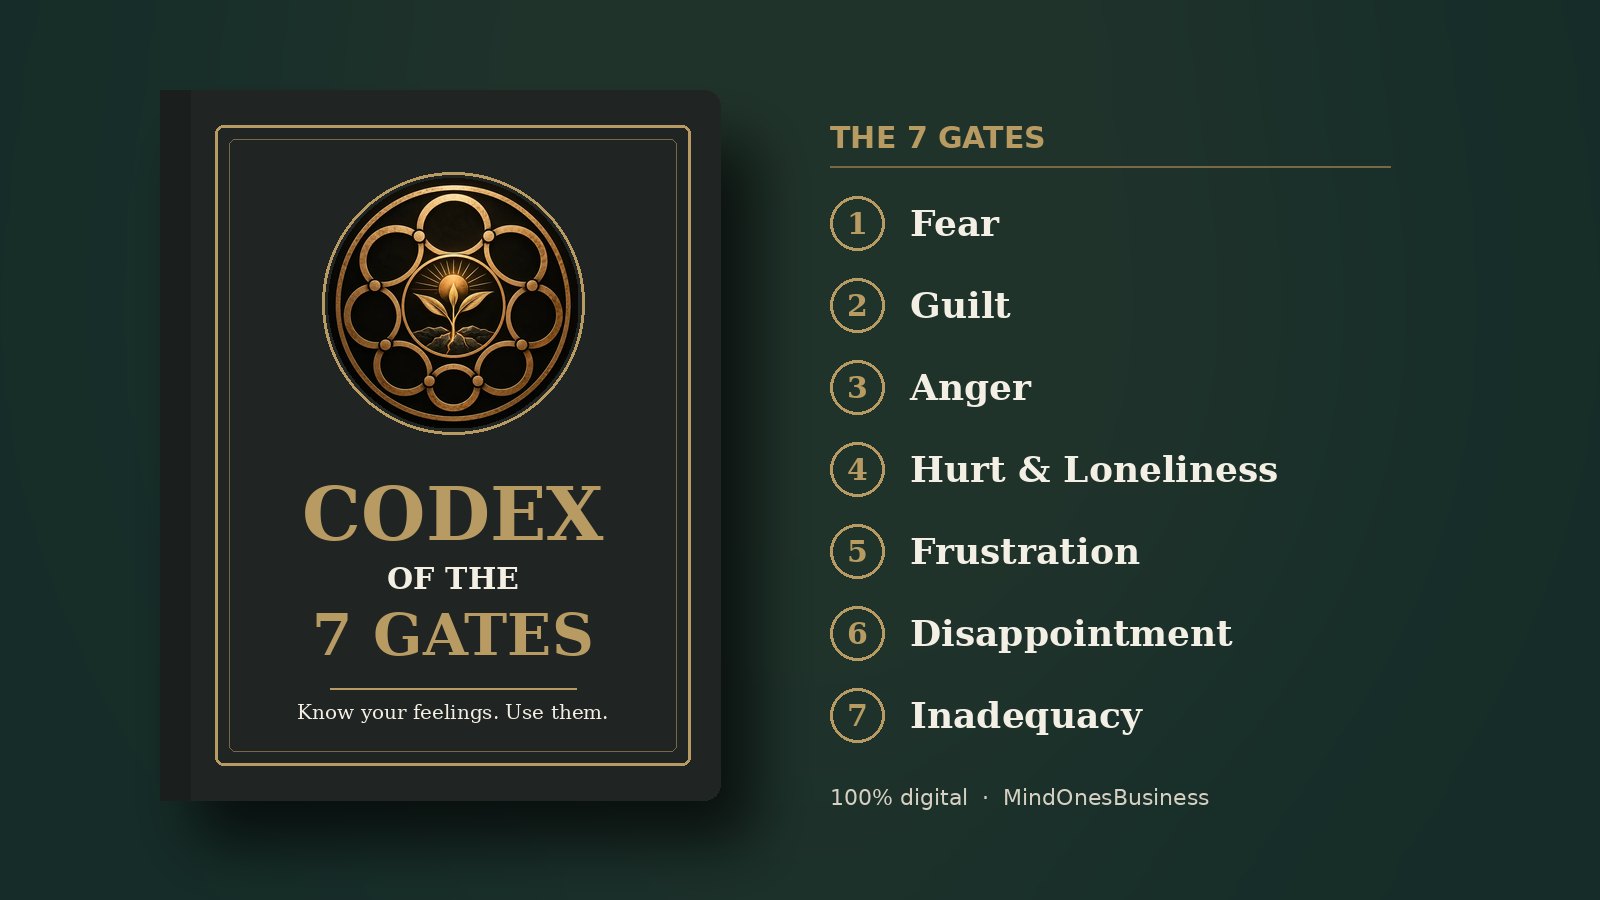 CODEX
OF THE
7 GATES
Know your feelings. Use them.
THE 7 GATES
1 Fear
2 Guilt
3 Anger
4 Hurt & Loneliness
5 Frustration
6 Disappointment
7 Inadequacy
100% digital · MindOnesBusiness